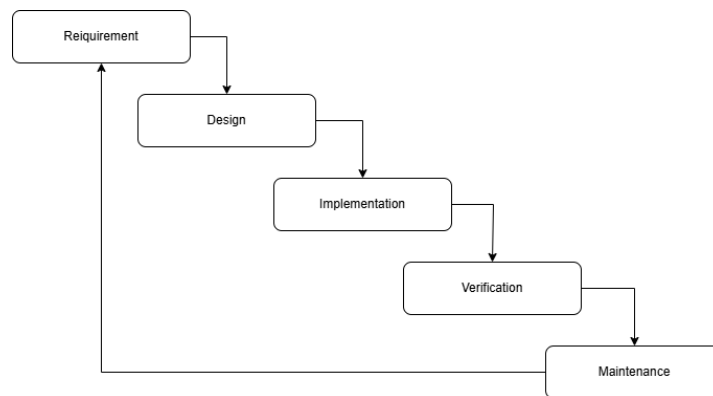 Reiquirement
Design
Implementation
Verification
Maintenance